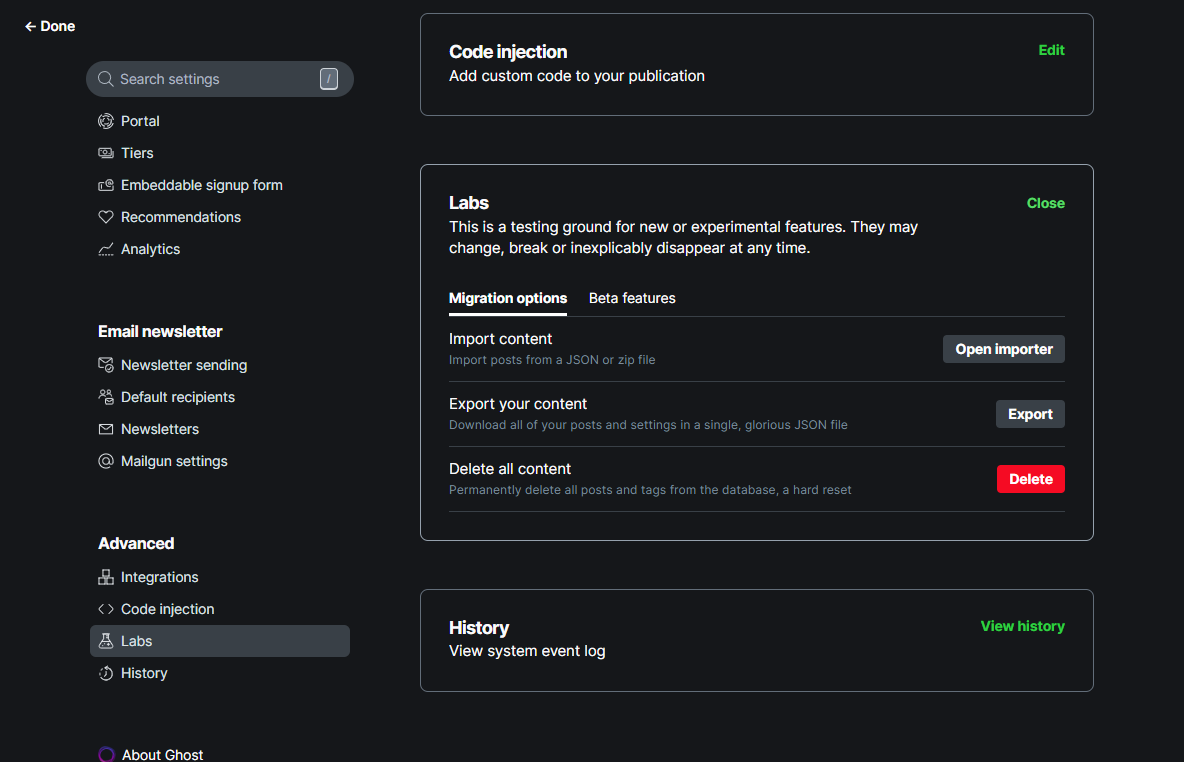 ← Done
Search settings /
Portal
Tiers
Embeddable signup form
Recommendations
Analytics
Email newsletter
Newsletter sending
Default recipients
Newsletters
Mailgun settings
Advanced
Integrations
Code injection
Labs
History
About Ghost
Code injection
Edit
Add custom code to your publication
Labs
Close
This is a testing ground for new or experimental features. They may
change, break or inexplicably disappear at any time.
Migration options
Beta features
Import content
Import posts from a JSON or zip file
Open importer
Export your content
Download all of your posts and settings in a single, glorious JSON file
Export
Delete all content
Permanently delete all posts and tags from the database, a hard reset
Delete
History
View history
View system event log